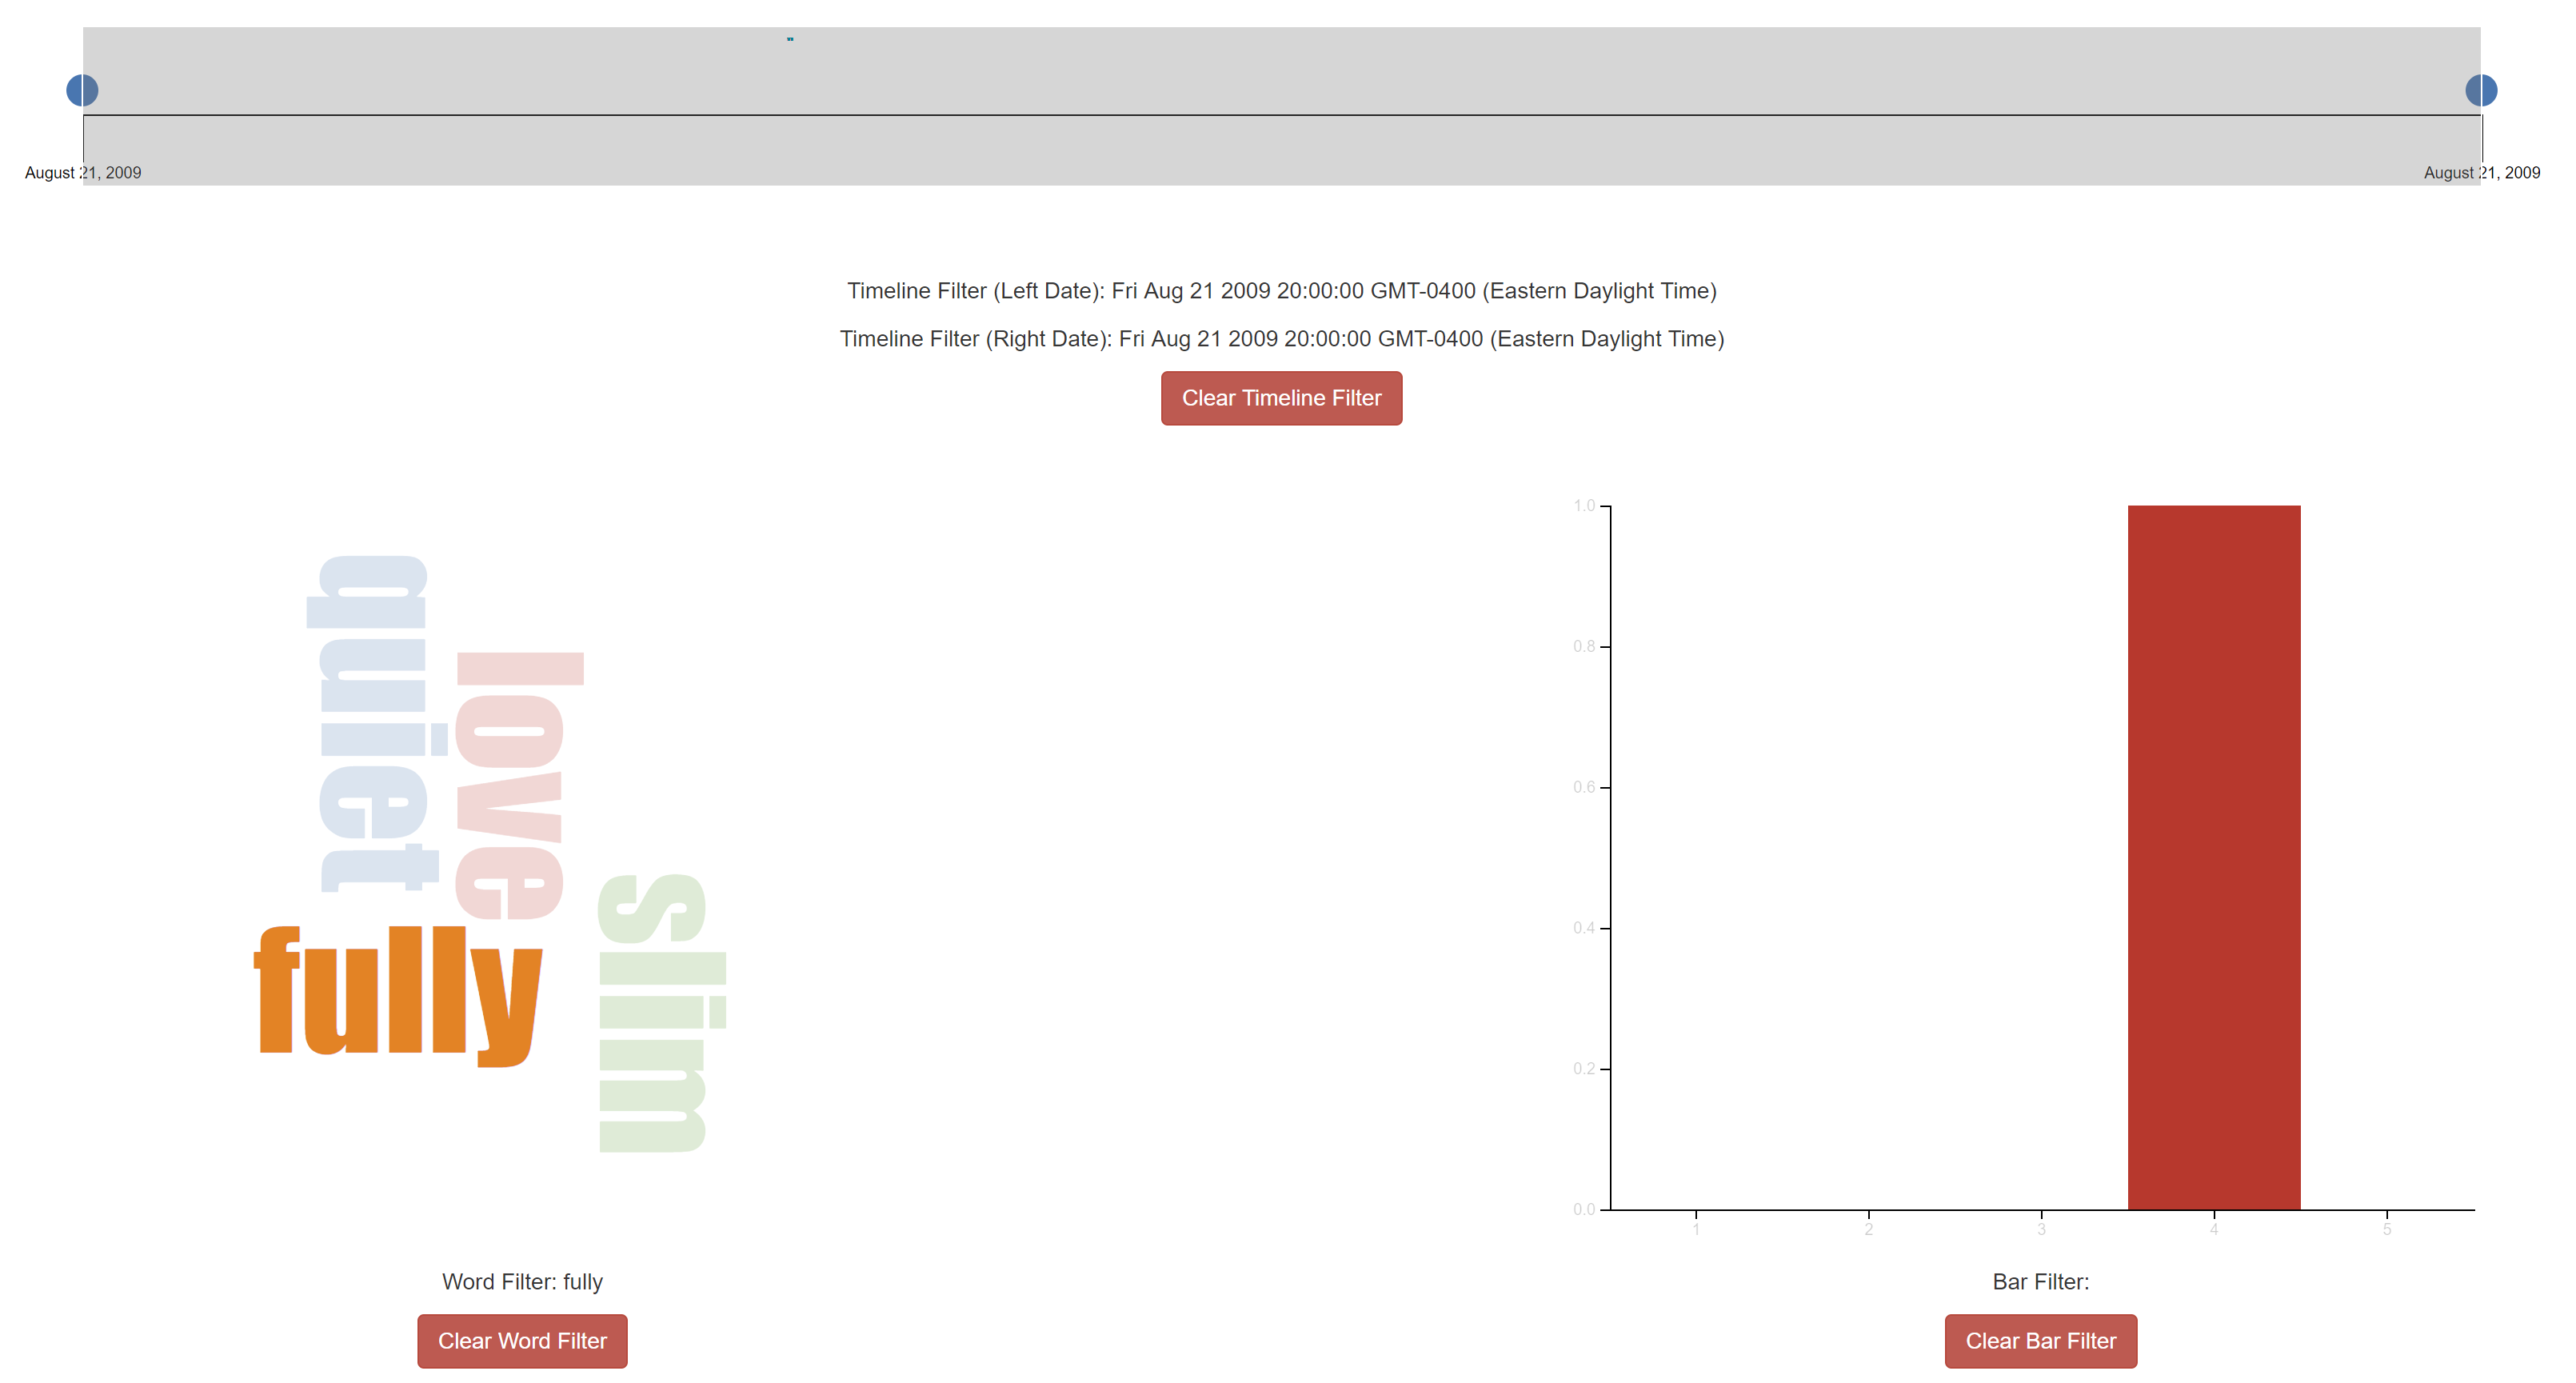 August 21, 2009
August 21, 2009
Timeline Filter (Left Date): Fri Aug 21 2009 20:00:00 GMT-0400 (Eastern Daylight Time)
Timeline Filter (Right Date): Fri Aug 21 2009 20:00:00 GMT-0400 (Eastern Daylight Time)
Clear Timeline Filter
quiet
love
fully
slim
Word Filter: fully
Clear Word Filter
1.0
0.8
0.6
0.4
0.2
0.0
1 2 3 4 5
Bar Filter:
Clear Bar Filter